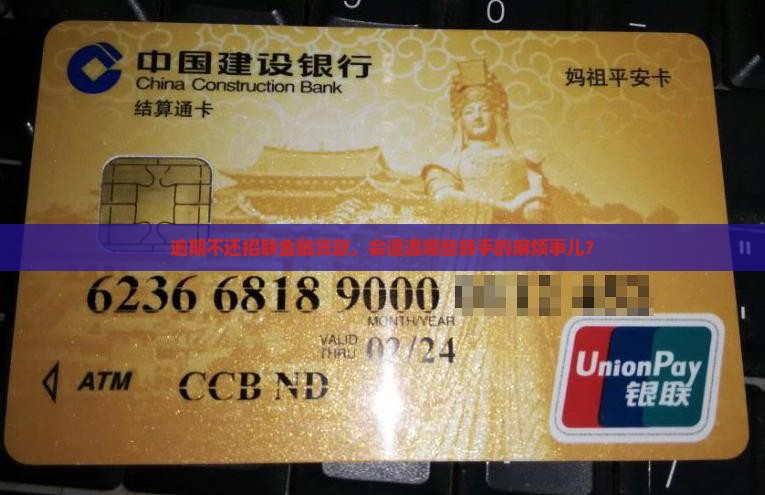 0
中国建设银行
China Construction Bank
妈祖平安卡
结算通卡
逾期不还招联金融贷款，会遭遇哪些棘手的麻烦事儿？
6236 6818 9000
MONTH/YEAR
VALID
THRU
02/24
ATM
CCB ND
UnionPay
银联